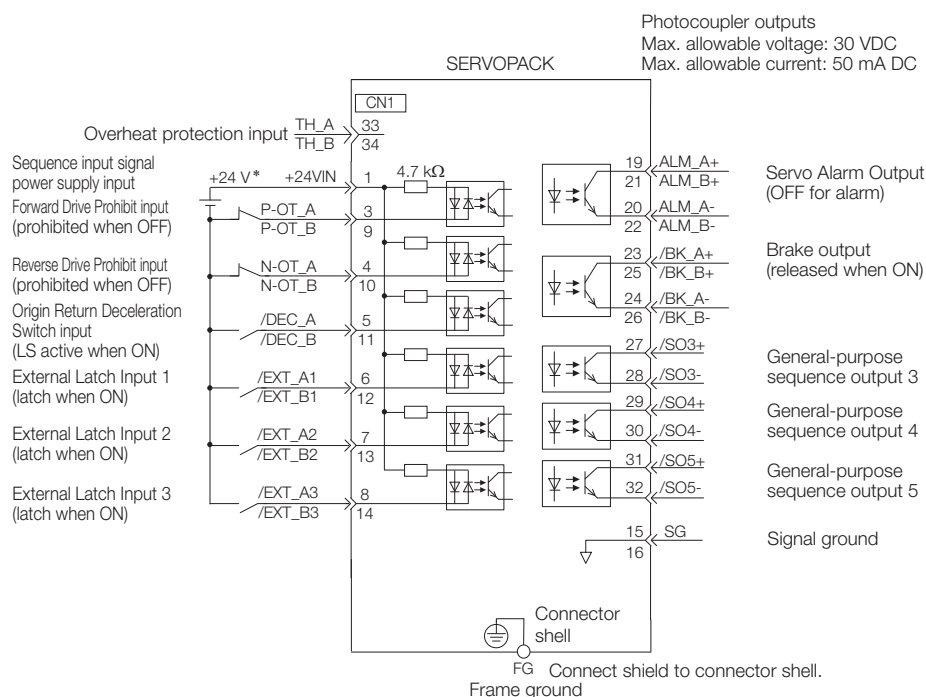 Photocoupler outputs
Max. allowable voltage: 30 VDC
Max. allowable current: 50 mA DC
SERVOPACK
CN1
Overheat protection input
TH_A
TH_B
33
34
Sequence input signal
power supply input
+24 V*
+24VIN
1
4.7 kΩ
Forward Drive Prohibit input
(prohibited when OFF)
P-OT_A
P-OT_B
3
9
Reverse Drive Prohibit input
(prohibited when OFF)
N-OT_A
N-OT_B
4
10
Origin Return Deceleration
Switch input
(LS active when ON)
/DEC_A
/DEC_B
5
11
External Latch Input 1
(latch when ON)
/EXT_A1
/EXT_B1
6
12
External Latch Input 2
(latch when ON)
/EXT_A2
/EXT_B2
7
13
External Latch Input 3
(latch when ON)
/EXT_A3
/EXT_B3
8
14
19
ALM_A+
21
ALM_B+
20
ALM_A-
22
ALM_B-
Servo Alarm Output
(OFF for alarm)
23
/BK_A+
25
/BK_B+
24
/BK_A-
26
/BK_B-
Brake output
(released when ON)
27
/SO3+
28
/SO3-
General-purpose
sequence output 3
29
/SO4+
30
/SO4-
General-purpose
sequence output 4
31
/SO5+
32
/SO5-
General-purpose
sequence output 5
15
SG
16
Signal ground
Connector
shell
FG
Connect shield to connector shell.
Frame ground